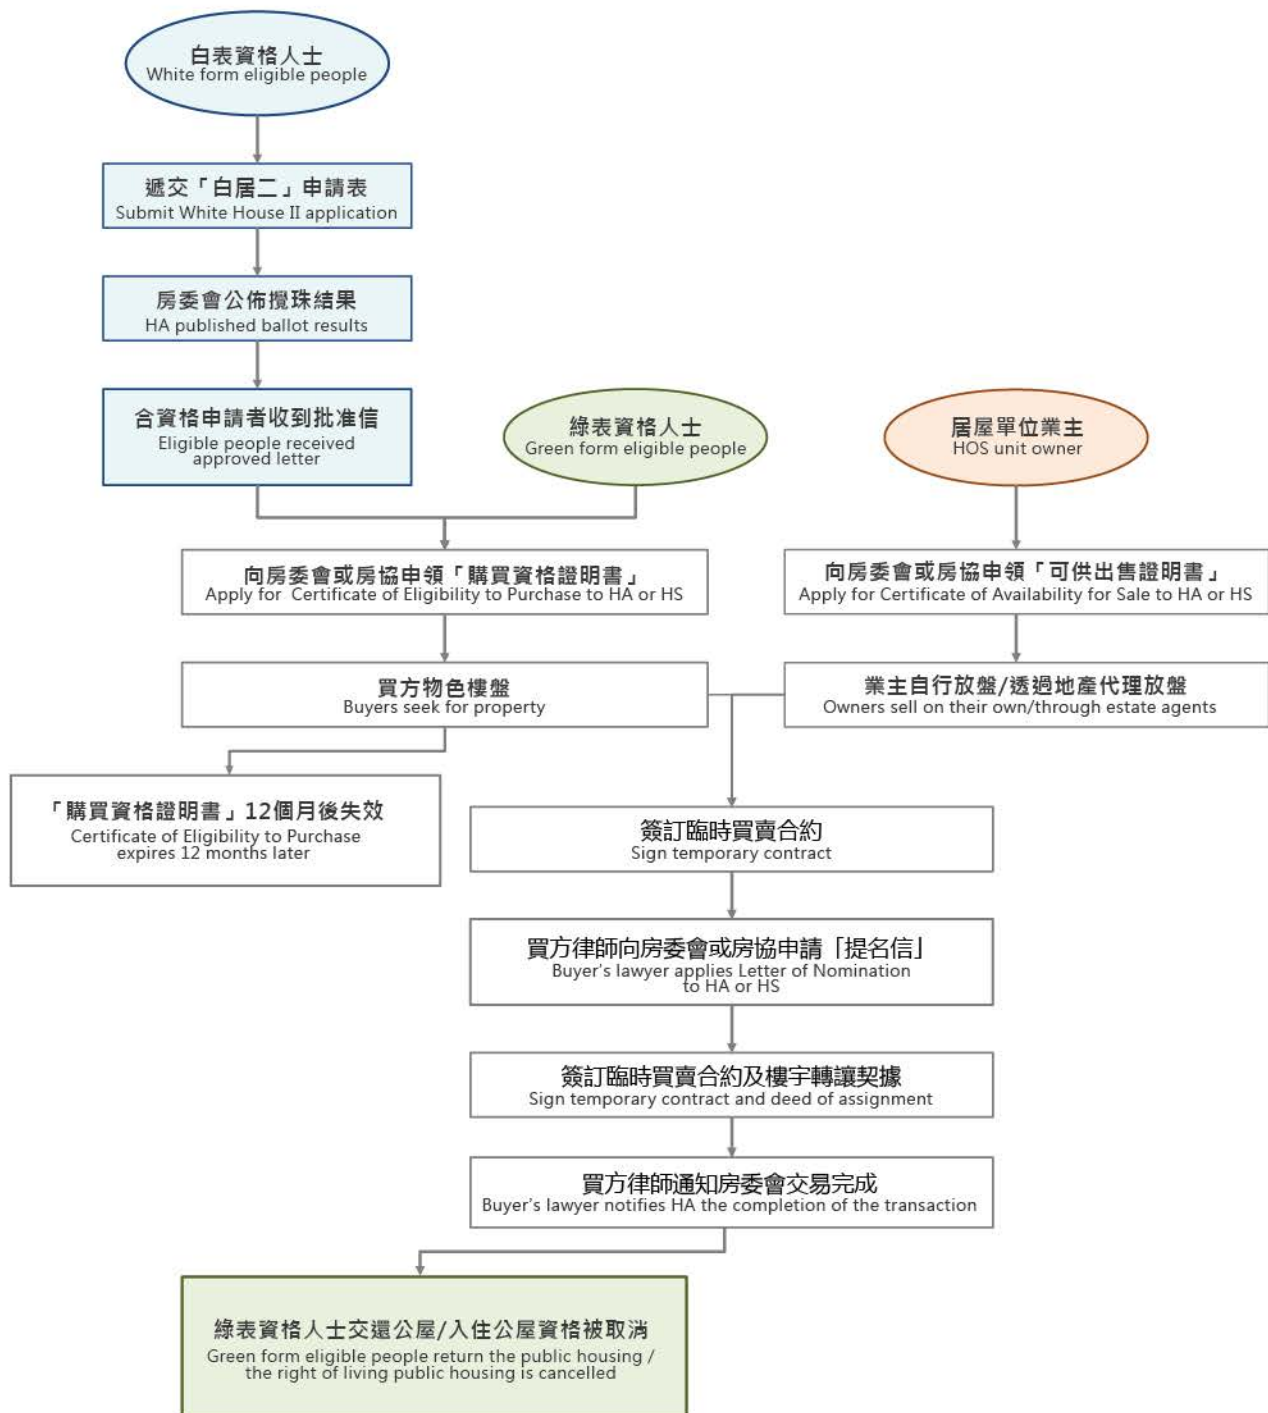 白表資格人士
White form eligible people
遞交「白居二」申請表
Submit White House II application
房委會公佈攪珠結果
HA published ballot results
合資格申請者收到批准信
Eligible people received
approved letter
綠表資格人士
Green form eligible people
居屋單位業主
HOS unit owner
向房委會或房協申領「購買資格證明書」
Apply for Certificate of Eligibility to Purchase to HA or HS
向房委會或房協申領「可供出售證明書」
Apply for Certificate of Availability for Sale to HA or HS
買方物色樓盤
Buyers seek for property
業主自行放盤/透過地產代理放盤
Owners sell on their own/through estate agents
「購買資格證明書」12個月後失效
Certificate of Eligibility to Purchase
expires 12 months later
簽訂臨時買賣合約
Sign temporary contract
買方律師向房委會或房協申請「提名信」
Buyer's lawyer applies Letter of Nomination
to HA or HS
簽訂臨時買賣合約及樓宇轉讓契據
Sign temporary contract and deed of assignment
買方律師通知房委會交易完成
Buyer's lawyer notifies HA the completion of the transaction
綠表資格人士交還公屋/入住公屋資格被取消
Green form eligible people return the public housing /
the right of living public housing is cancelled